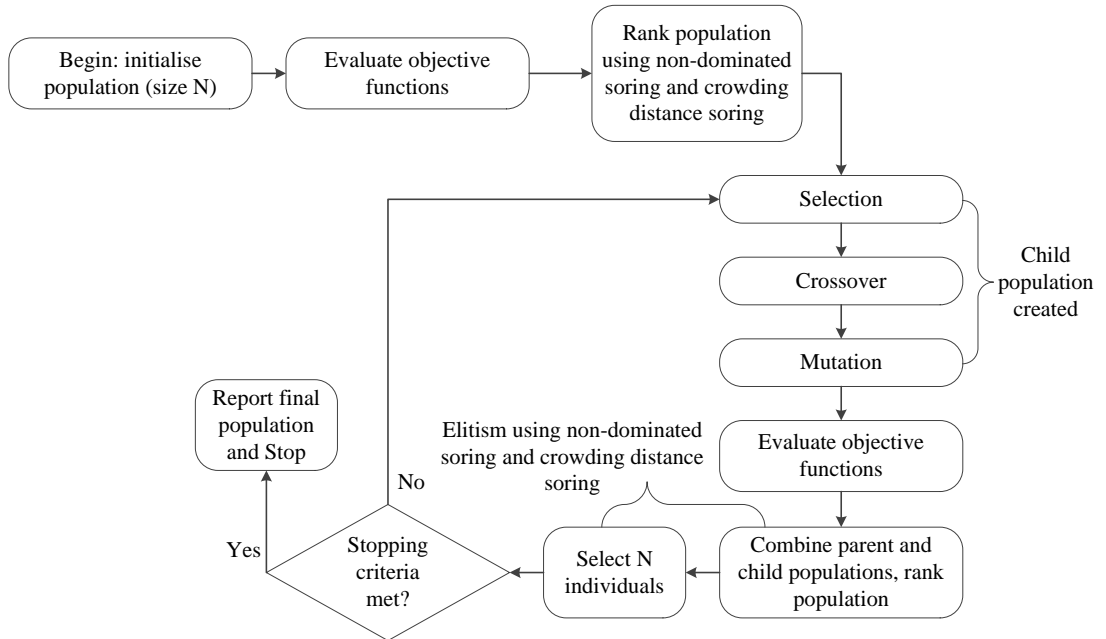 Begin: initialise
population (size N)
Evaluate objective
functions
Rank population
using non-dominated
soring and crowding
distance soring
Selection
Crossover
Mutation
Child
population
created
Evaluate objective
functions
Combine parent and
child populations, rank
population
Elitism using non-dominated
soring and crowding distance
soring
Select N
individuals
Stopping
criteria
met?
No
Yes
Report final
population
and Stop